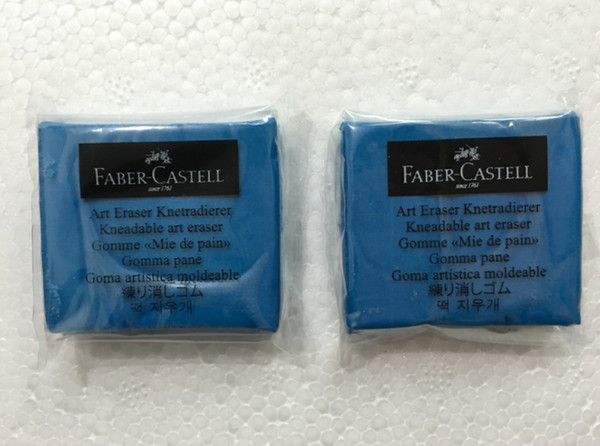 FABER-CASTELL
since 1761
Art Eraser Knetradierer
Kneadable art eraser
Gomme «Mie de pain»
Gomma pane
Goma artistica moldeable
練り消しゴム
떡 지우개
FABER-CASTELL
since 1761
Art Eraser Knetradierer
Kneadable art eraser
Gomme «Mie de pain»
Gomma pane
Goma artistica moldeable
練り消しゴム
떡 지우개